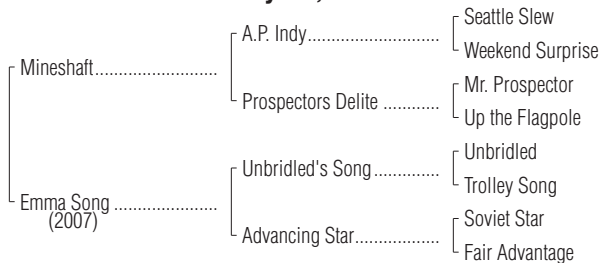 Seattle Slew
A.P. Indy..............................
Weekend Surprise
Mineshaft..........................
Mr. Prospector
Prospectors Delite ............
Up the Flagpole
Unbridled
Unbridled's Song..............
Trolley Song
Emma Song ......................
(2007)
Soviet Star
Advancing Star..................
Fair Advantage